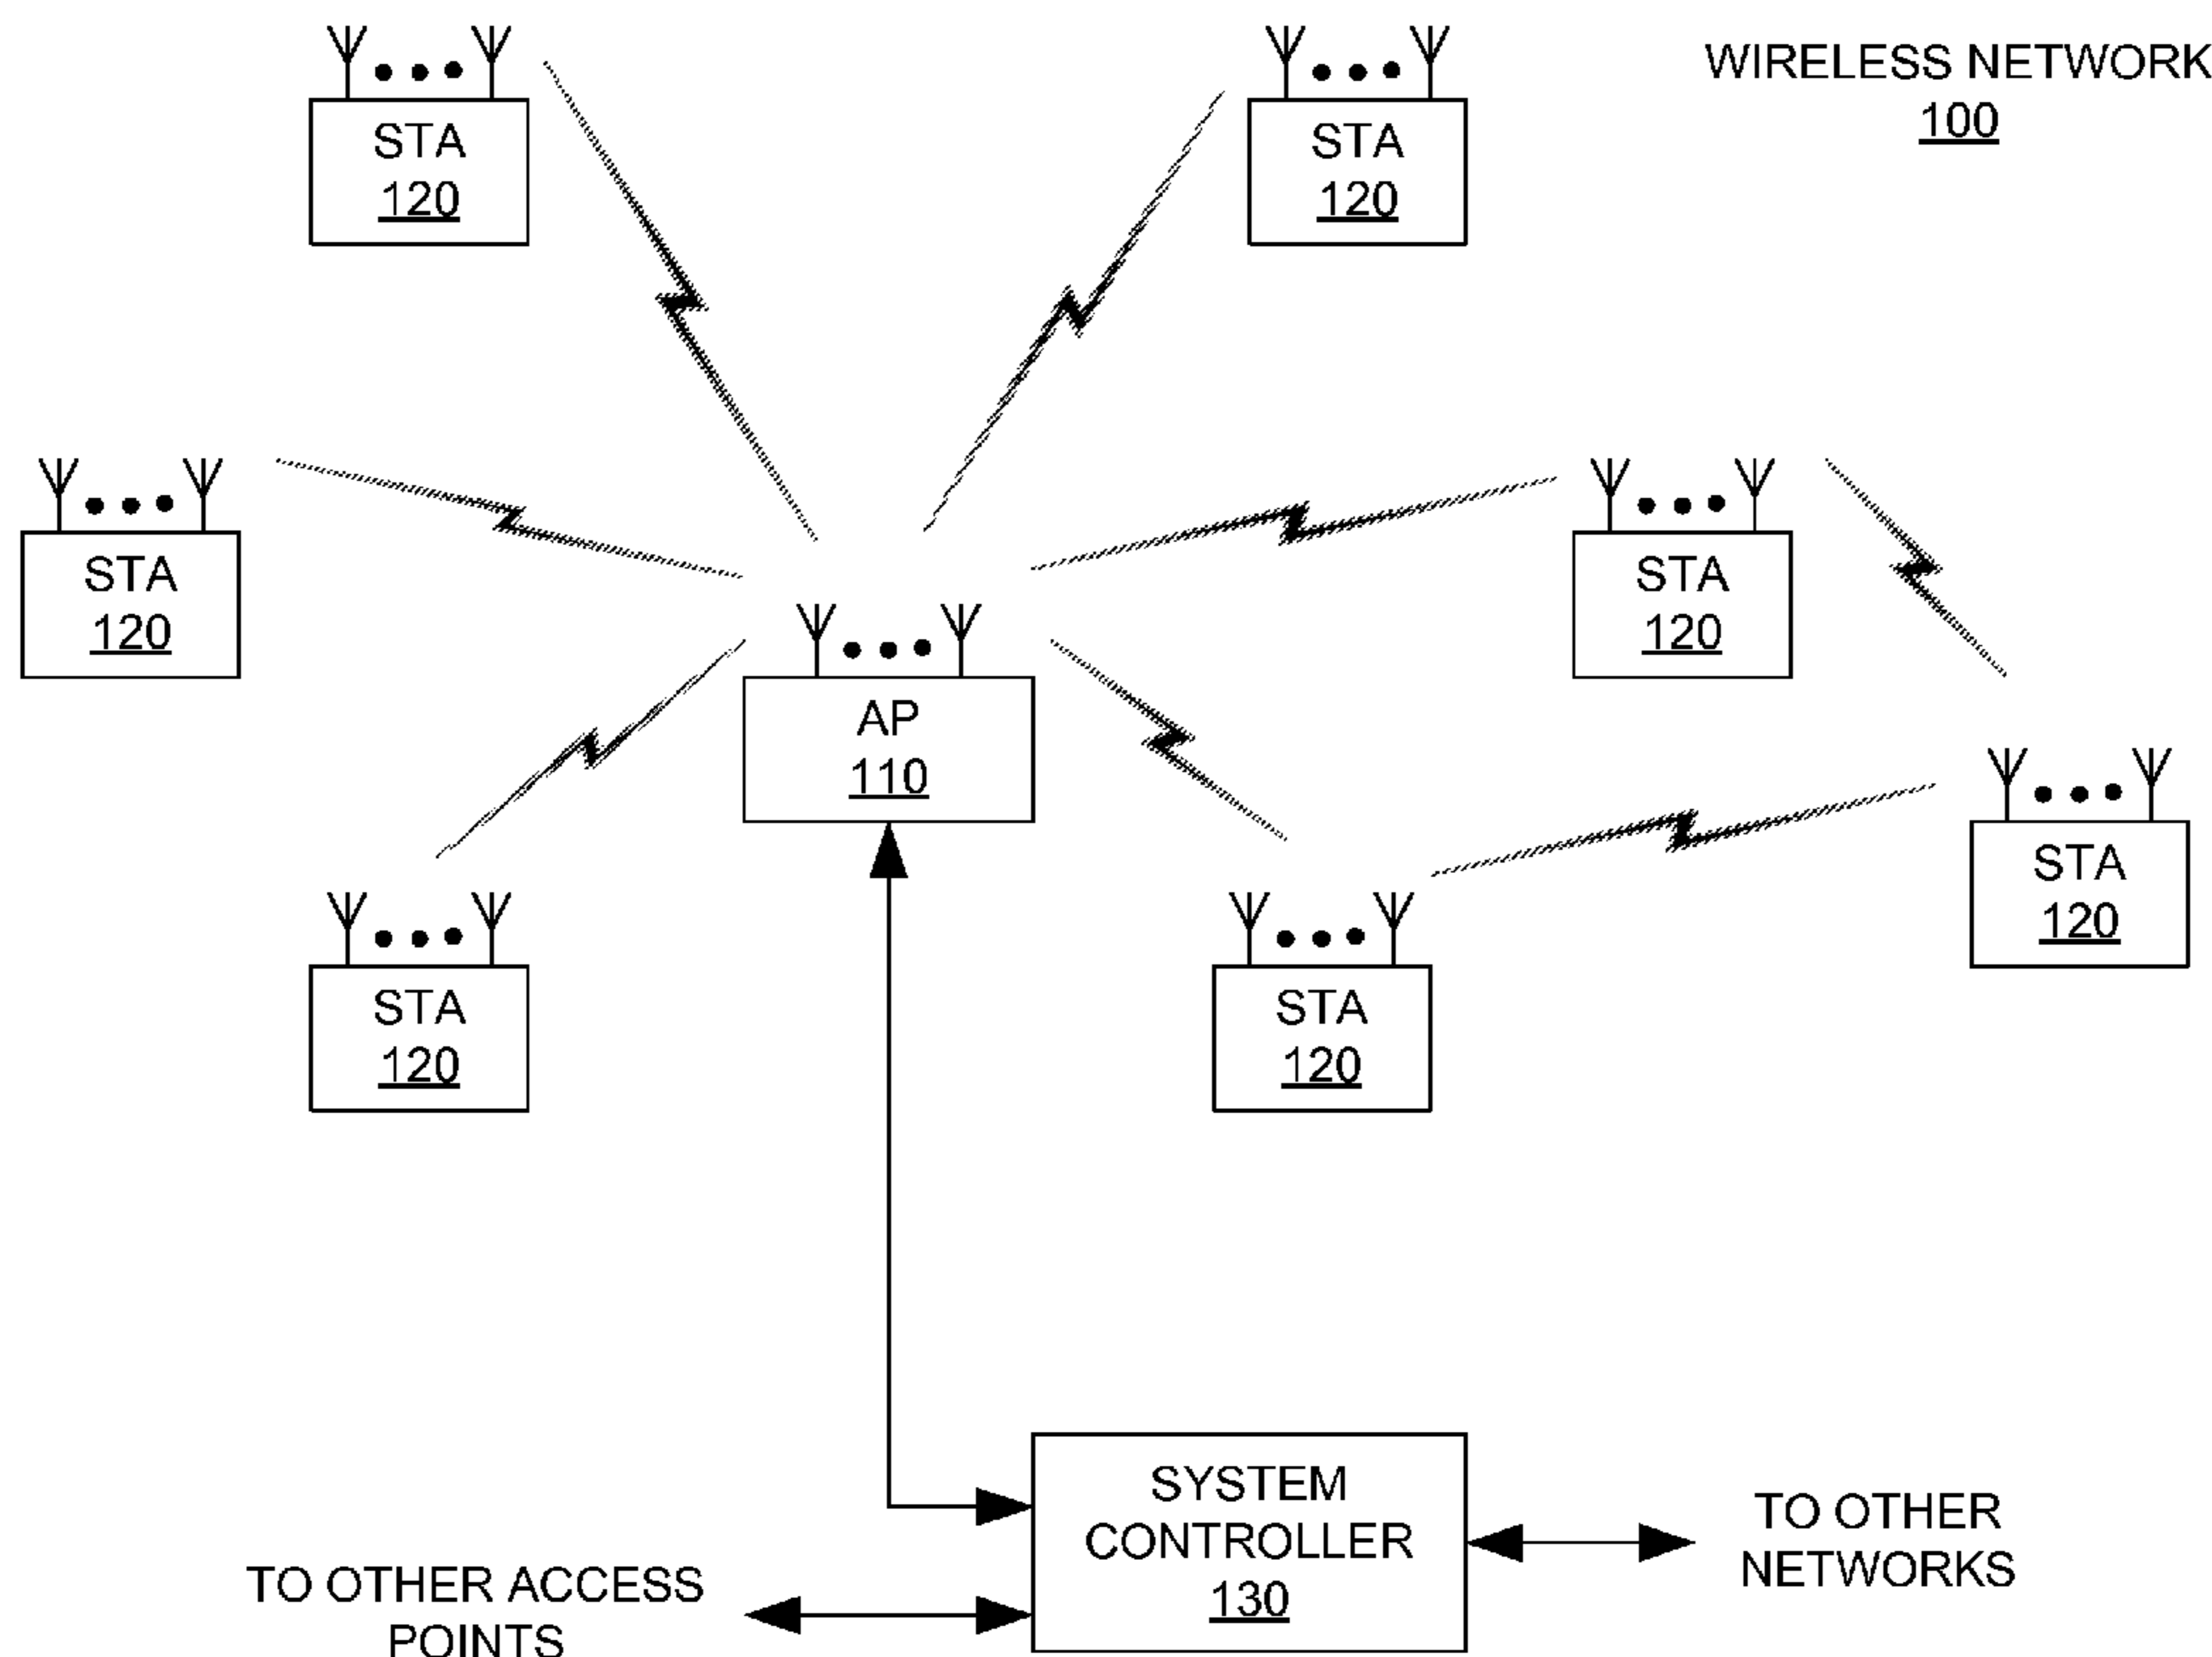 STA
120
STA
120
WIRELESS NETWORK
100
STA
120
STA
120
AP
110
STA
120
STA
120
STA
120
SYSTEM
CONTROLLER
130
TO OTHER
NETWORKS
TO OTHER ACCESS
POINTS